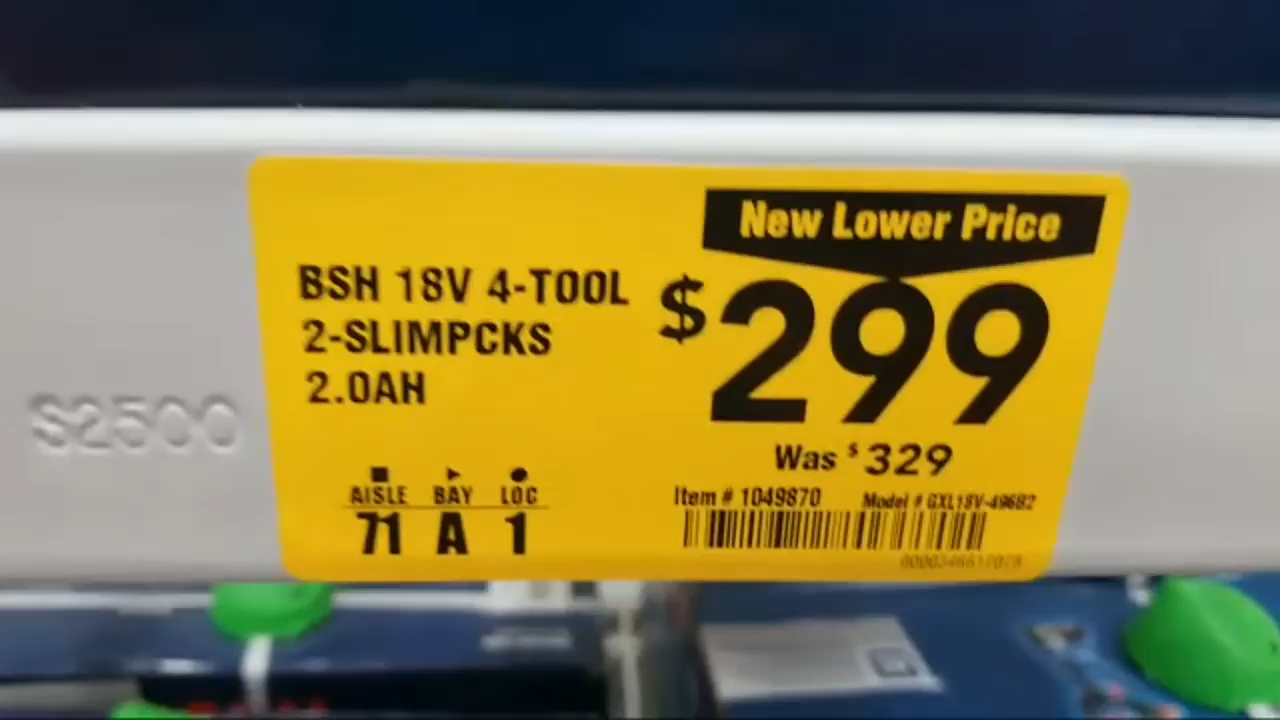 New Lower Price
BSH 18V 4-TOOL
2-SLIMPCKS
2.0AH
$299
Was $329
AISLE BAY LOC
71 A 1
Item # 1049870 Model # GXL18V-496B2
S2500